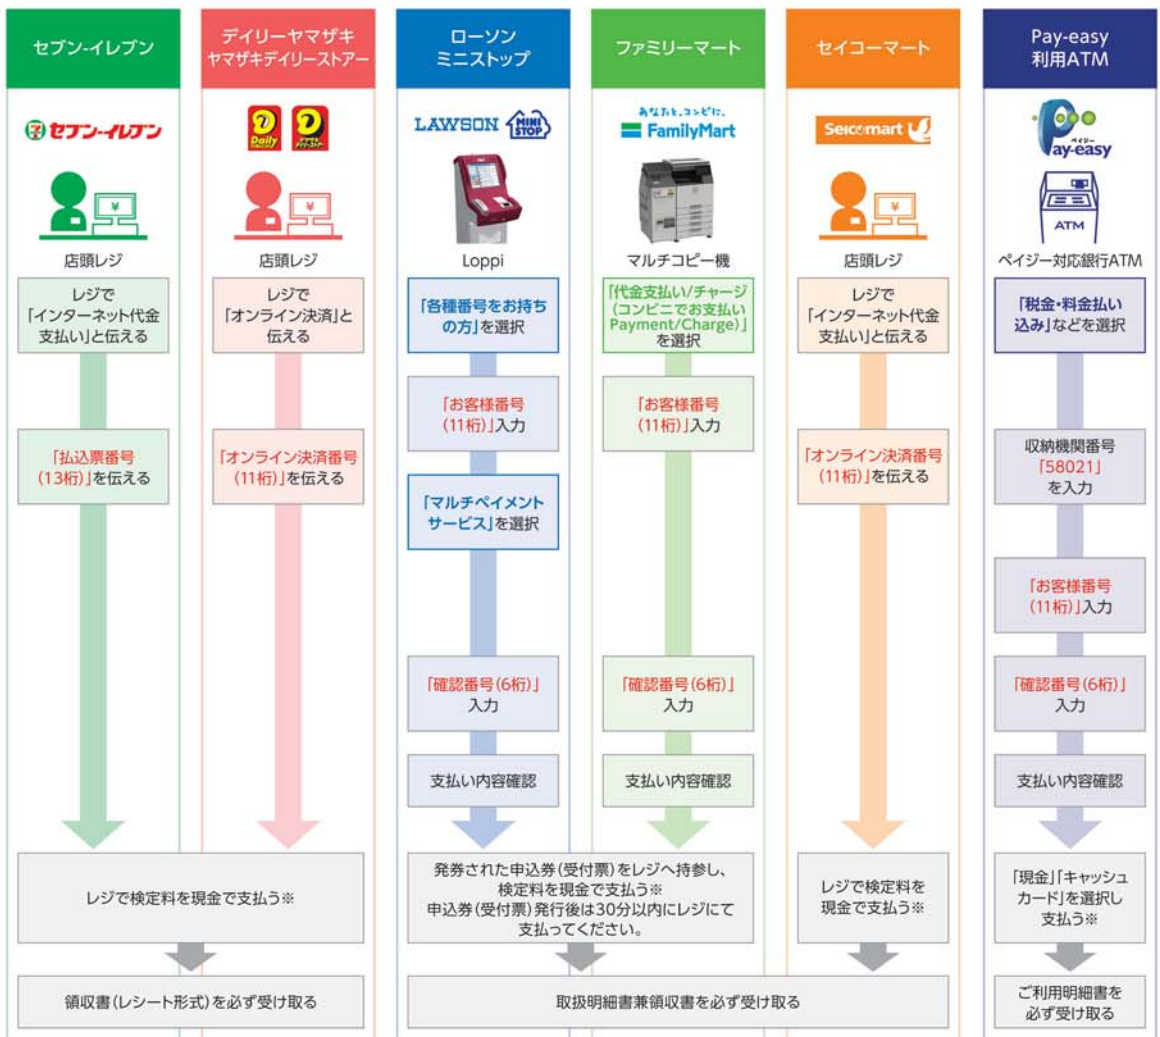 セブン-イレブン
デイリーヤマザキ
ヤマザキデイリーストアー
ローソン
ミニストップ
ファミリーマート
セイコーマート
Pay-easy
利用ATM
セブン-イレブン
Daily
LAWSON
MINI
STOP
あなたと、コンビに、
FamilyMart
Seicomart
ペイジー
Pay-easy
¥
¥
¥
ATM
店頭レジ
店頭レジ
Loppi
マルチコピー機
店頭レジ
ペイジー対応銀行ATM
レジで
「インターネット代金
支払い」と伝える
「払込票番号
(13桁)」を伝える
レジで
「オンライン決済」と
伝える
「オンライン決済番号
(11桁)」を伝える
「各種番号をお持ち
の方」を選択
「お客様番号
(11桁)」入力
「マルチペイメント
サービス」を選択
「確認番号(6桁)」
入力
支払い内容確認
「代金支払い/チャージ
(コンビニでお支払い
Payment/Charge)」
を選択
「お客様番号
(11桁)」入力
「確認番号(6桁)」
入力
支払い内容確認
レジで
「インターネット代金
支払い」と伝える
「オンライン決済番号
(11桁)」を伝える
「税金・料金払い
込み」などを選択
収納機関番号
「58021」
を入力
「お客様番号
(11桁)」入力
「確認番号(6桁)」
入力
支払い内容確認
レジで検定料を現金で支払う※
発券された申込券(受付票)をレジへ持参し、
検定料を現金で支払う※
申込券(受付票)発行後は30分以内にレジにて
支払ってください。
レジで検定料を
現金で支払う※
「現金」「キャッシュ
カード」を選択し
支払う※
領収書(レシート形式)を必ず受け取る
取扱明細書兼領収書を必ず受け取る
ご利用明細書を
必ず受け取る